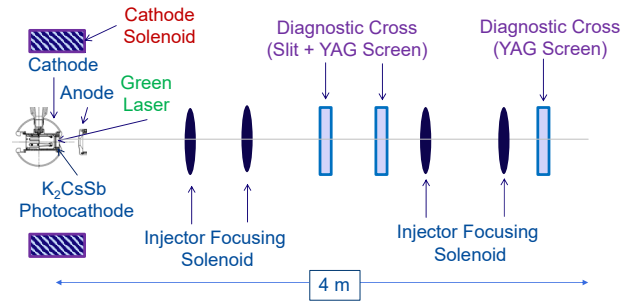 Cathode
Solenoid
Cathode
Anode
Green
Laser
K₂CsSb
Photocathode
Injector Focusing
Solenoid
Diagnostic Cross
(Slit + YAG Screen)
Injector Focusing
Solenoid
Diagnostic Cross
(YAG Screen)
4 m